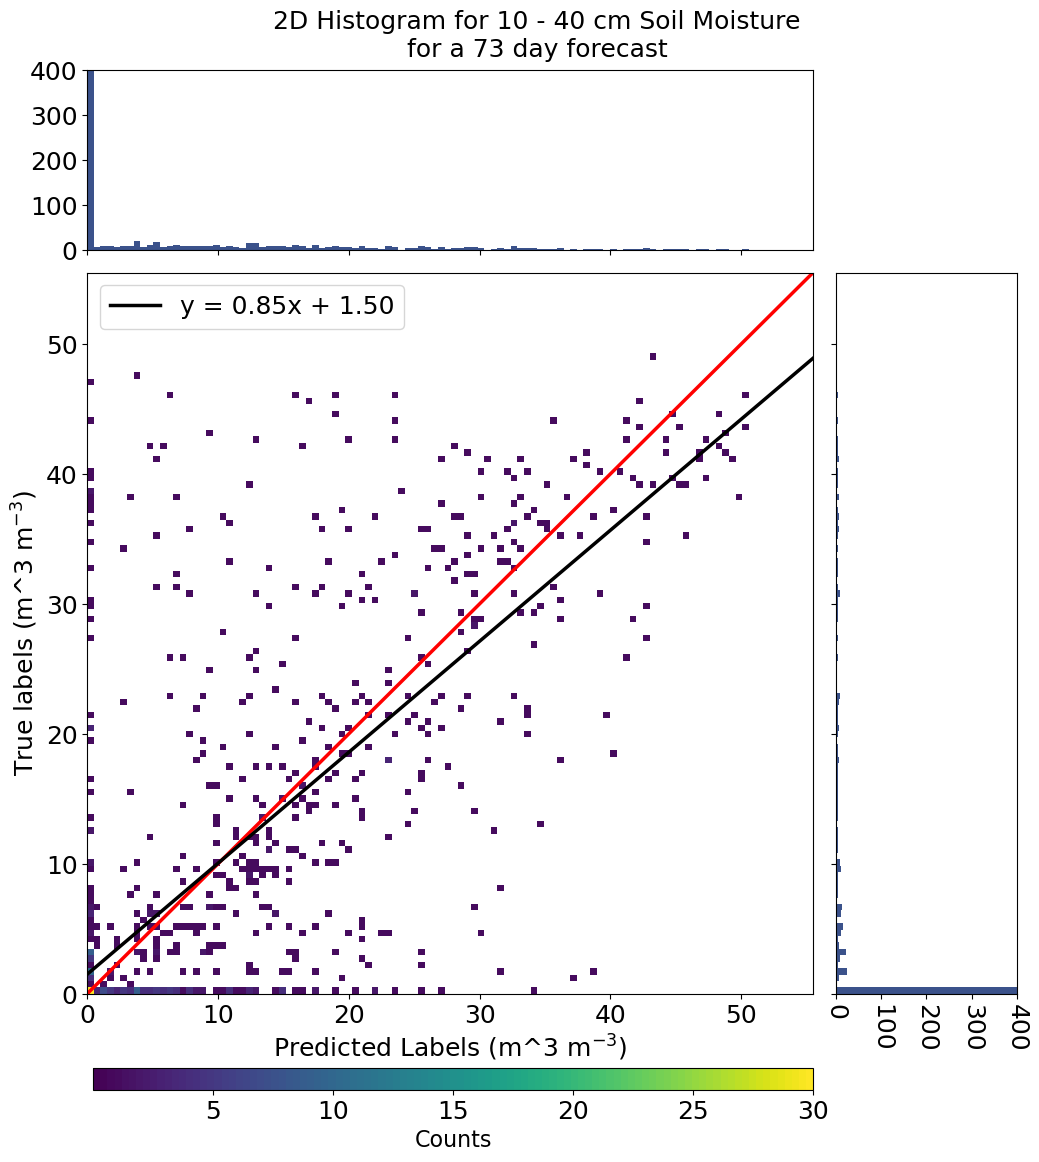 2D Histogram for 10 - 40 cm Soil Moisture
for a 73 day forecast
400
300
200
100
0
y = 0.85x + 1.50
50
40
30
20
10
0
True labels (m^3 m⁻³)
0 10 20 30 40 50
Predicted Labels (m^3 m⁻³)
0 100 200 300 400
5 10 15 20 25 30
Counts